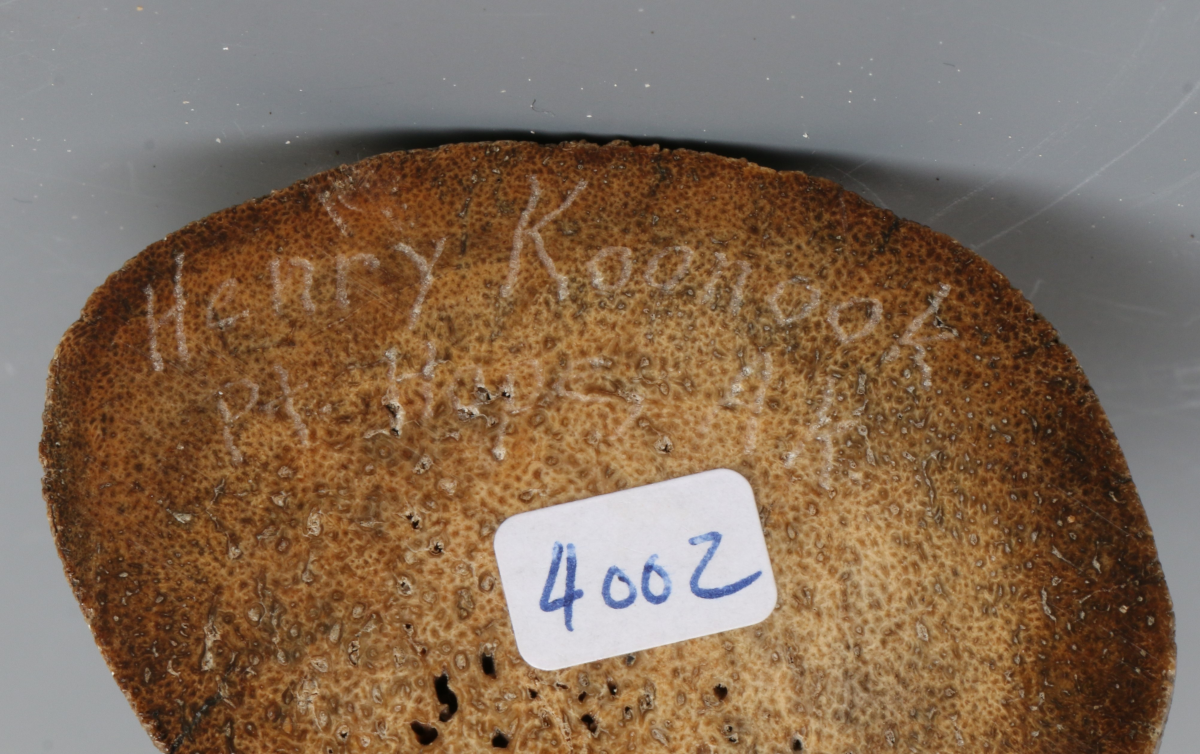 Henry Koonook
Pt. Hope, AK
4002